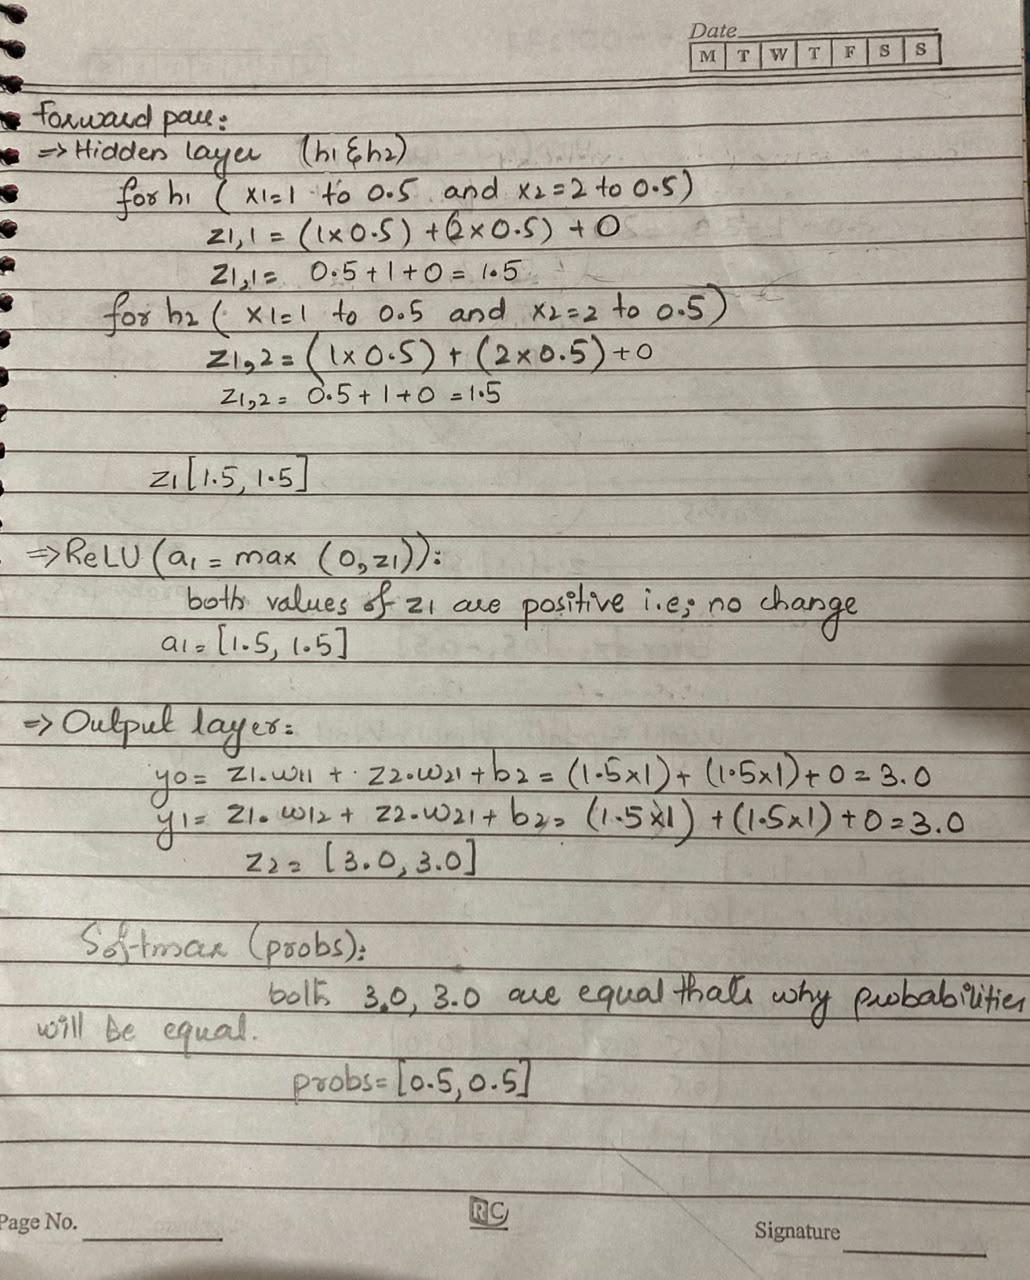 Date
M T W T F S S
Forward pass:
=> Hidden layer (h1 & h2)
for h1 ( x1=1 to 0.5 and x2=2 to 0.5)
z1,1 = (1×0.5) + (2×0.5) + 0
z1,1 = 0.5+1+0 = 1.5
for h2 ( x1=1 to 0.5 and x2=2 to 0.5)
z1,2 = (1×0.5) + (2×0.5) + 0
z1,2 = 0.5+1+0 = 1.5
z1 [1.5, 1.5]
=> ReLU (a1 = max (0,z1)):
both values of z1 are positive i.e; no change
a1 = [1.5, 1.5]
=> Output layer:
y0 = z1.w11 + z2.w21 + b2 = (1.5×1) + (1.5×1) + 0 = 3.0
y1 = z1.w12 + z2.w21 + b2 = (1.5×1) + (1.5×1) + 0 = 3.0
z2 = [3.0, 3.0]
Softmax (probs):
both 3.0, 3.0 are equal thats why probabilities
will be equal.
probs = [0.5, 0.5]
Page No.
RC
Signature